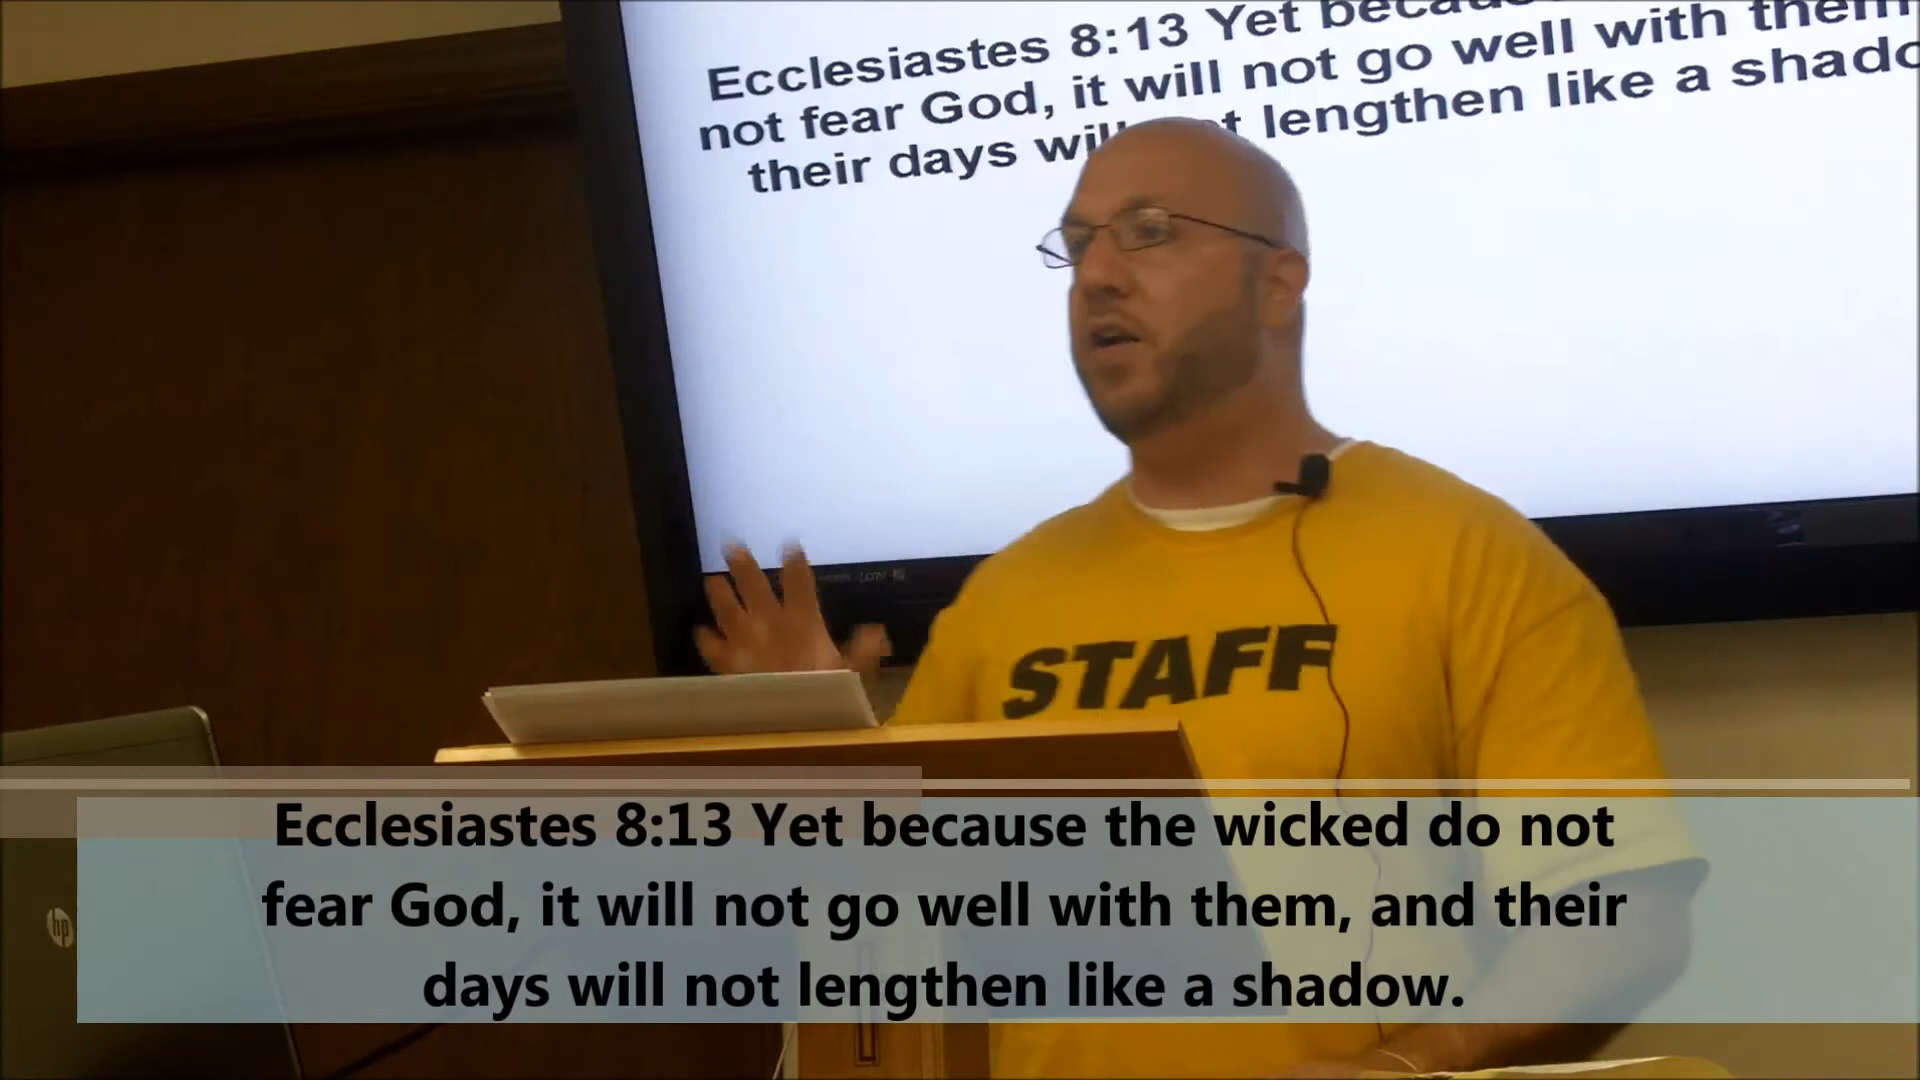 Ecclesiastes 8:13 Yet
not fear God, it will not go well with them
their days will lengthen like a
STAFF
hp
Ecclesiastes 8:13 Yet because the wicked do not
fear God, it will not go well with them, and their
days will not lengthen like a shadow.